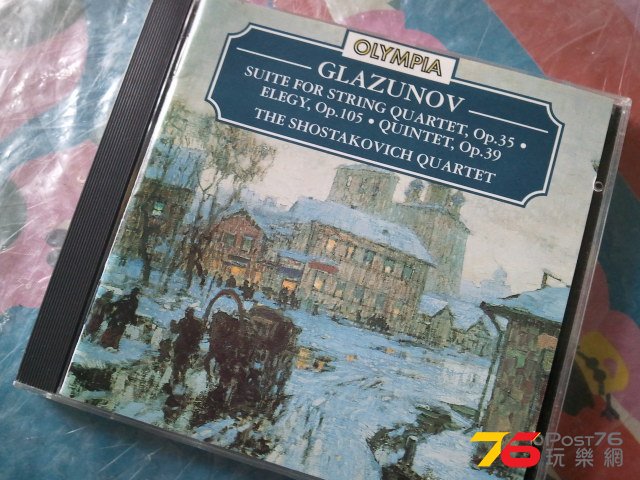 OLYMPIA
GLAZUNOV
SUITE FOR STRING QUARTET, Op.35 •
ELEGY, Op.105 • QUINTET, Op.39
THE SHOSTAKOVICH QUARTET
76 Post76
玩樂網